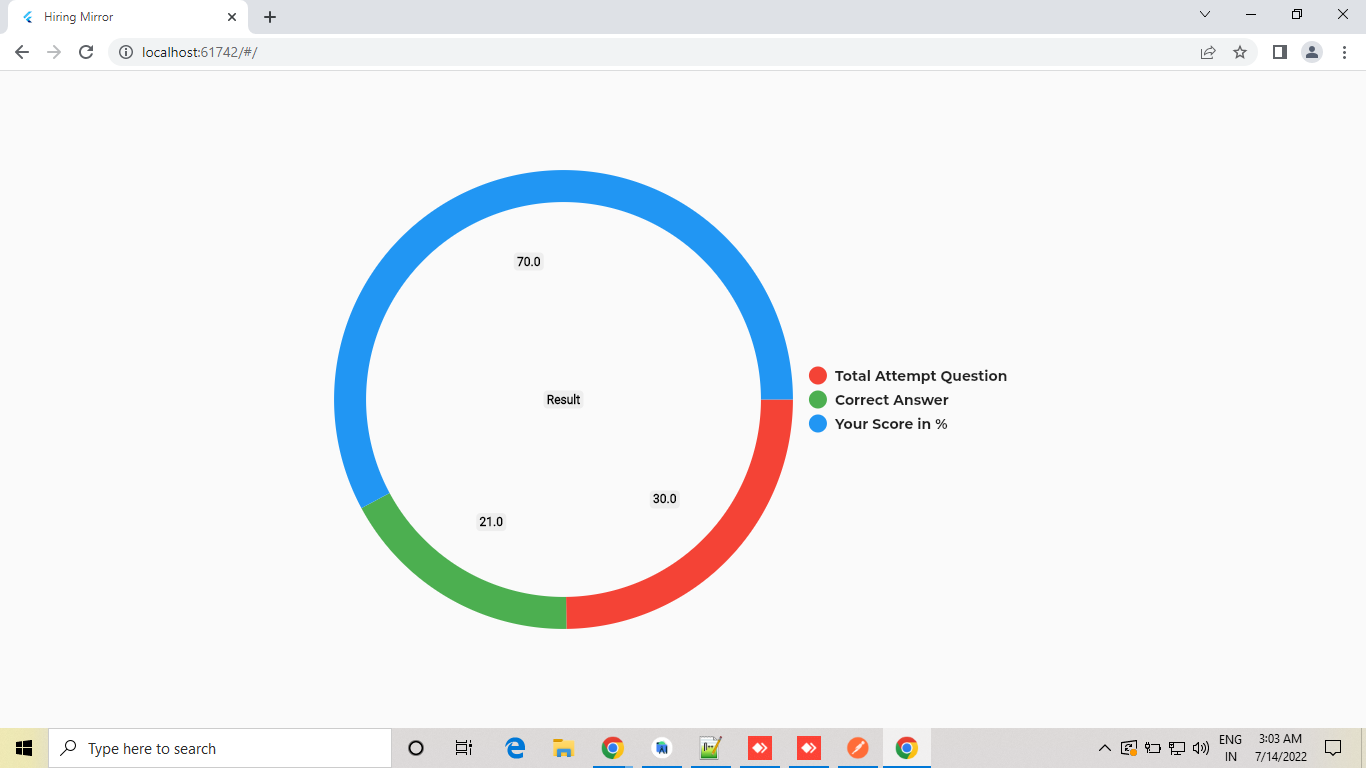 Hiring Mirror
localhost:61742/#/
70.0
Result
Total Attempt Question
Correct Answer
Your Score in %
30.0
21.0
Type here to search
ENG
IN
3:03 AM
7/14/2022